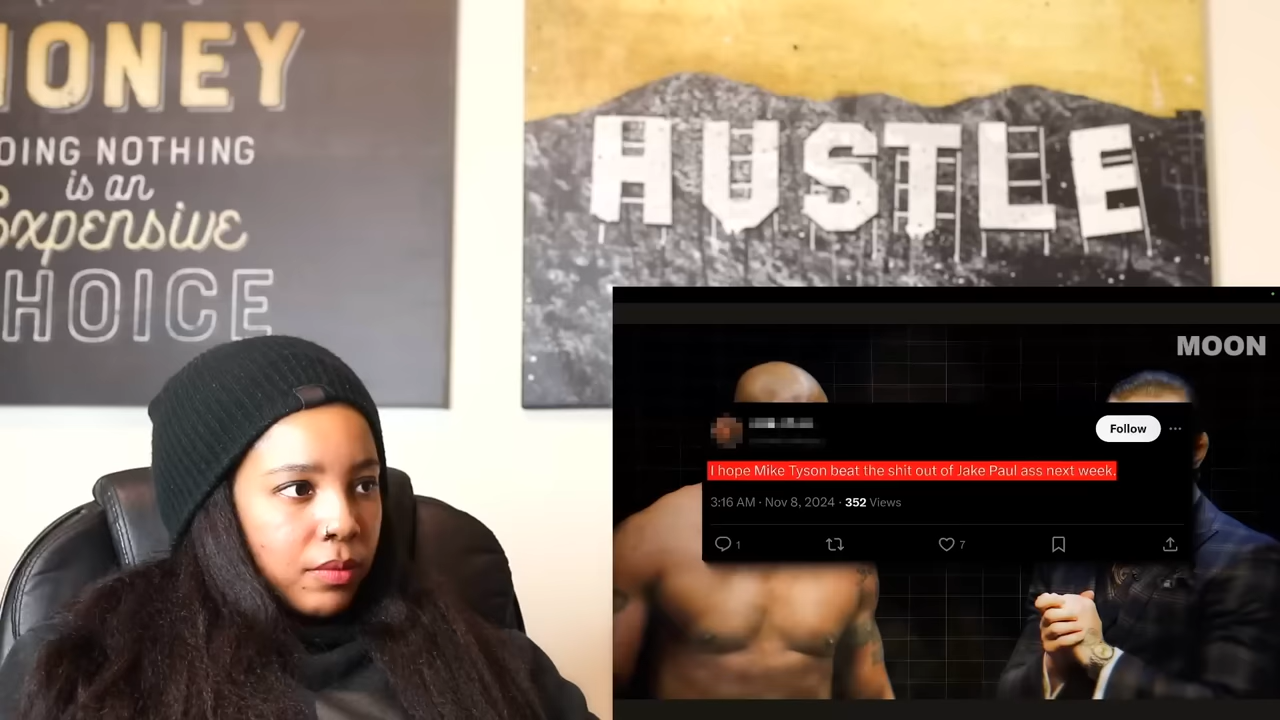 MONEY
DOING NOTHING
is an
Expensive
CHOICE
HUSTLE
MOON
Follow
I hope Mike Tyson beat the shit out of Jake Paul ass next week.
3:16 AM · Nov 8, 2024 · 352 Views
1
7